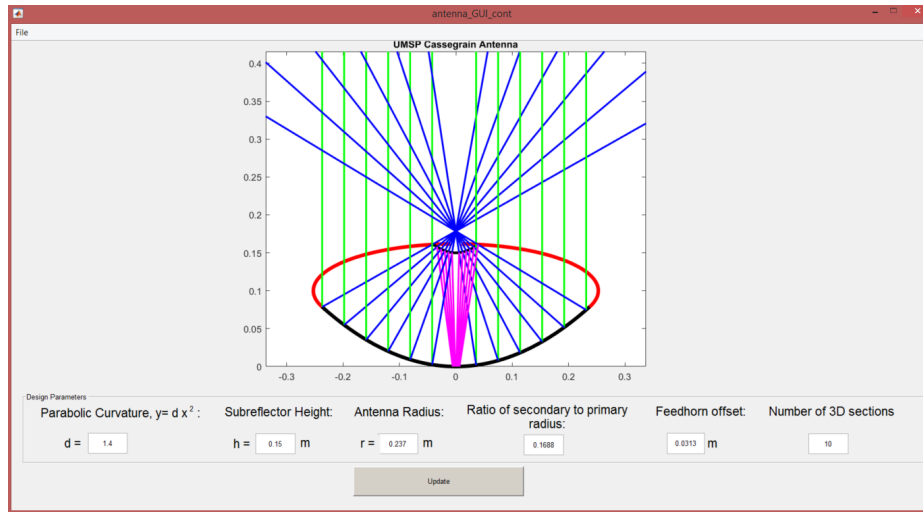 antenna_GUI_cont
File
UMSP Cassegrain Antenna
0.4
0.35
0.3
0.25
0.2
0.15
0.1
0.05
0
-0.3 -0.2 -0.1 0 0.1 0.2 0.3
Design Parameters
Parabolic Curvature, y= d x² : Subreflector Height: Antenna Radius: Ratio of secondary to primary radius: Feedhorn offset: Number of 3D sections
d = 1.4 h = 0.15 m r = 0.237 m 0.1688 0.0313 m 10
Update